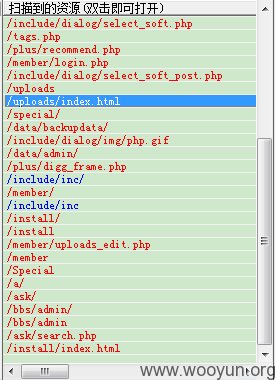 扫描到的资源(双击即可打开)
/include/dialog/select_soft.php
/tags.php
/plus/recommend.php
/member/login.php
/include/dialog/select_soft_post.php
/uploads
/uploads/index.html
/special/
/data/backupdata/
/include/dialog/img/php.gif
/data/admin/
/plus/digg_frame.php
/include/inc/
/member/
/include/inc
/install/
/install
/member/uploads_edit.php
/member
/Special
/a/
/ask/
/bbs/admin/
/bbs/admin
/ask/search.php
/install/index.html
www.wooyun.org